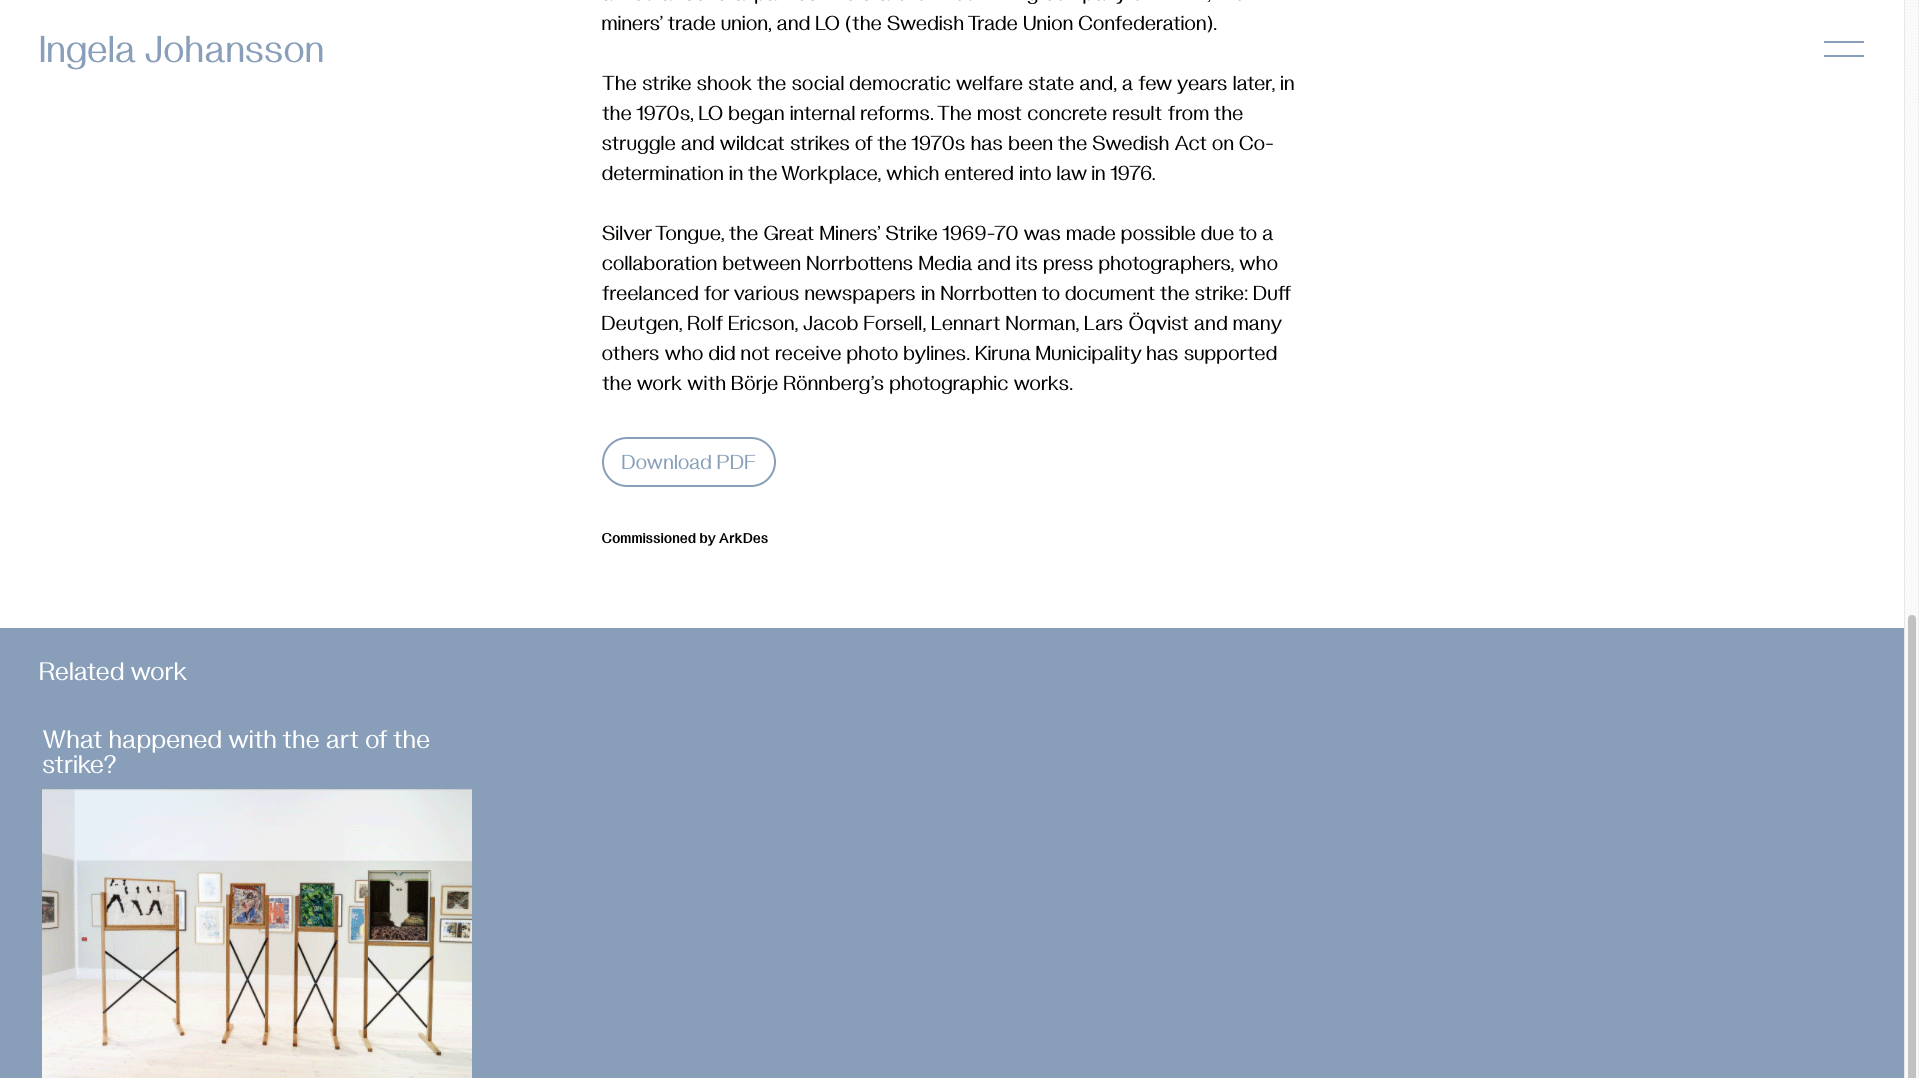 miners’ trade union, and LO (the Swedish Trade Union Confederation).
Ingela Johansson
The strike shook the social democratic welfare state and, a few years later, in
the 1970s, LO began internal reforms. The most concrete result from the
struggle and wildcat strikes of the 1970s has been the Swedish Act on Co-
determination in the Workplace, which entered into law in 1976.
Silver Tongue, the Great Miners’ Strike 1969-70 was made possible due to a
collaboration between Norrbottens Media and its press photographers, who
freelanced for various newspapers in Norrbotten to document the strike: Duff
Deutgen, Rolf Ericson, Jacob Forsell, Lennart Norman, Lars Öqvist and many
others who did not receive photo bylines. Kiruna Municipality has supported
the work with Börje Rönnberg’s photographic works.
Download PDF
Commissioned by ArkDes
Related work
What happened with the art of the
strike?